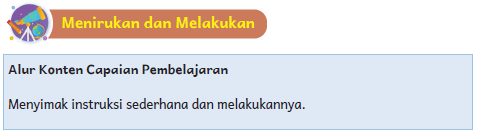 Menirukan dan Melakukan
Alur Konten Capaian Pembelajaran
Menyimak instruksi sederhana dan melakukannya.